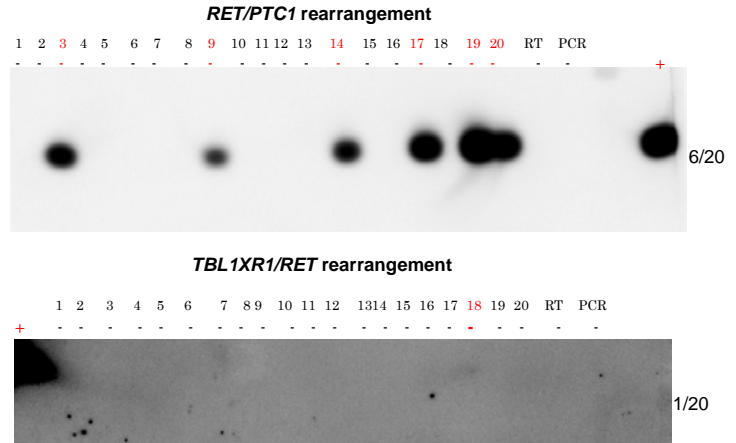 RET/PTC1 rearrangement
1 2 3 4 5 6 7 8 9 10 11 12 13 14 15 16 17 18 19 20 RT PCR
- - - - - - - - - - - - - - - - - - - - - - +
6/20
TBL1XR1/RET rearrangement
1 2 3 4 5 6 7 8 9 10 11 12 13 14 15 16 17 18 19 20 RT PCR
+ - - - - - - - - - - - - - - - - - - - - - -
1/20